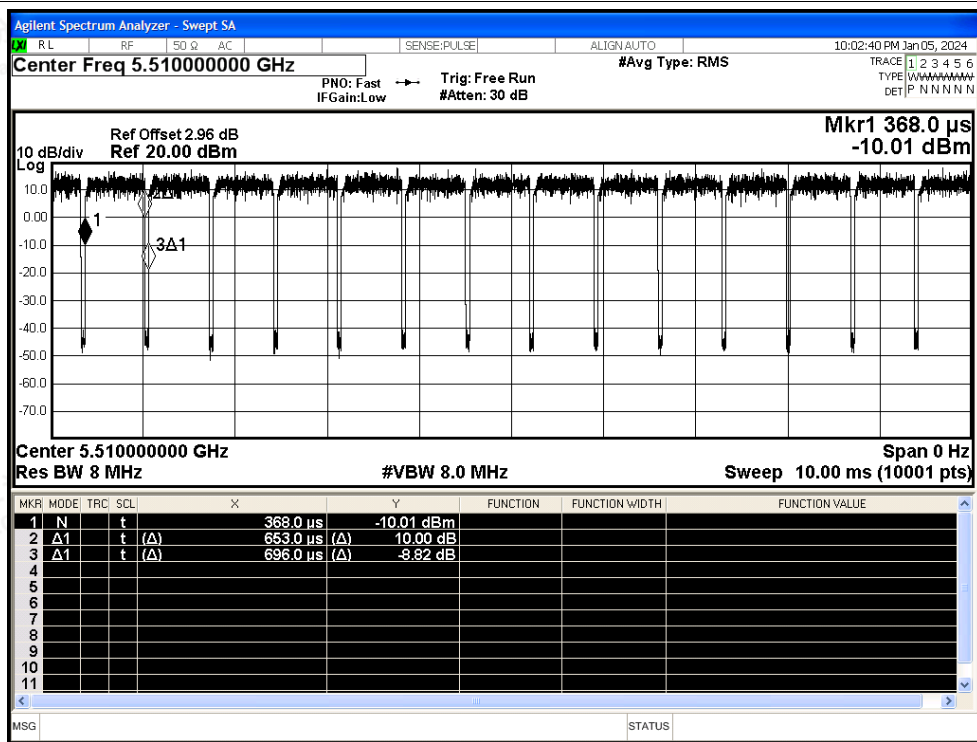 Agilent Spectrum Analyzer - Swept SA
LXI RL RF 50 Ω AC SENSE:PULSE ALIGN AUTO 10:02:40 PM Jan 05, 2024
Center Freq 5.510000000 GHz
PNO: Fast
IFGain:Low
Trig: Free Run
#Atten: 30 dB
#Avg Type: RMS
TRACE 1 2 3 4 5 6
TYPE
DET P N N N N N
Ref Offset 2.96 dB
10 dB/div Ref 20.00 dBm
Log
Mkr1 368.0 µs
-10.01 dBm
10.0
0.00
-10.0
-20.0
-30.0
-40.0
-50.0
-60.0
-70.0
1
2Δ1
3Δ1
Center 5.510000000 GHz Span 0 Hz
Res BW 8 MHz #VBW 8.0 MHz Sweep 10.00 ms (10001 pts)
MKR MODE TRC SCL X Y FUNCTION FUNCTION WIDTH FUNCTION VALUE
1 N t 368.0 µs -10.01 dBm
2 Δ1 t (Δ) 653.0 µs (Δ) 10.00 dB
3 Δ1 t (Δ) 696.0 µs (Δ) -8.82 dB
4
5
6
7
8
9
10
11
MSG STATUS